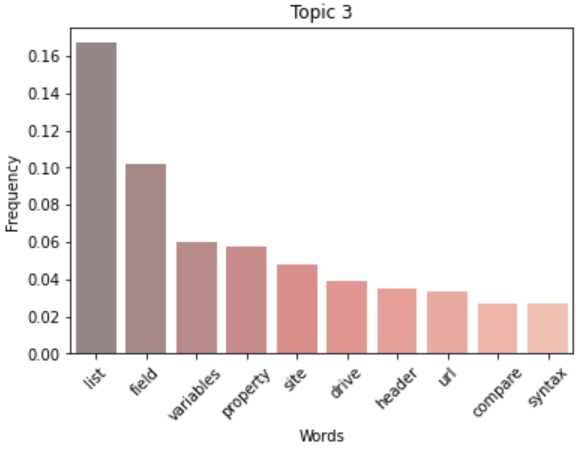 Topic 3
Frequency
0.16
0.14
0.12
0.10
0.08
0.06
0.04
0.02
0.00
list
field
variables
property
site
drive
header
url
compare
syntax
Words